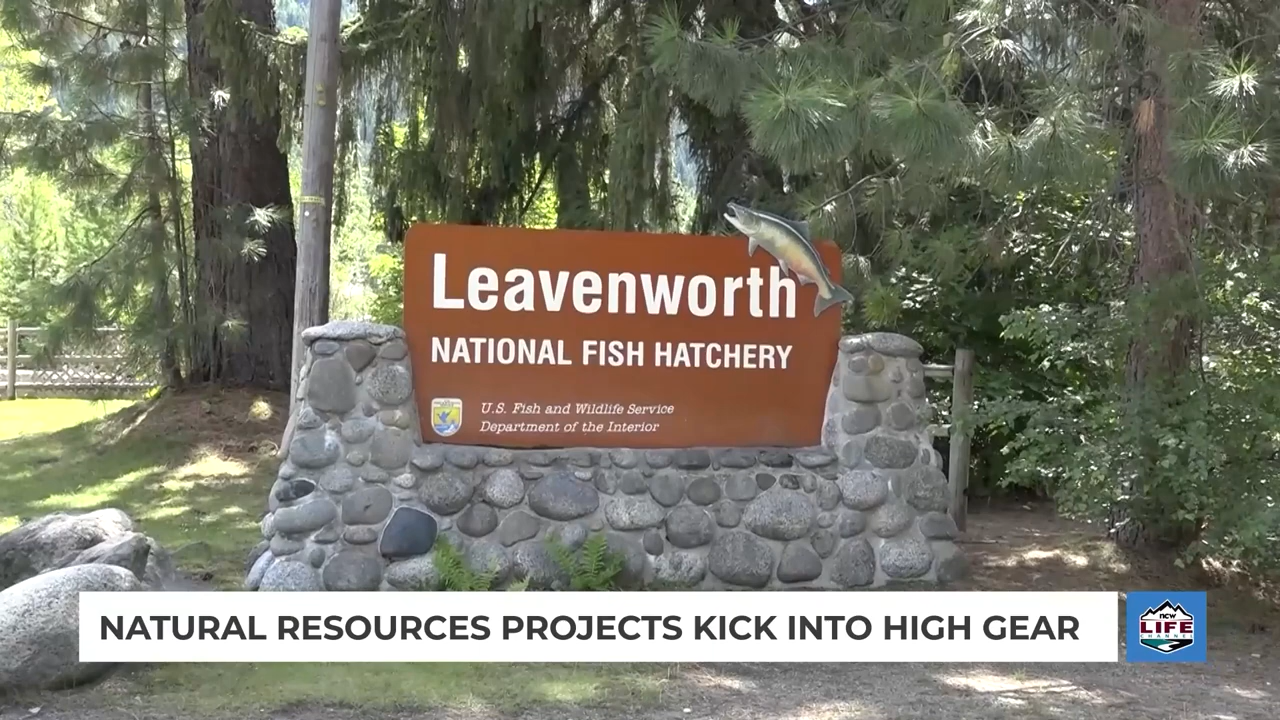 Leavenworth
NATIONAL FISH HATCHERY
U.S. Fish and Wildlife Service
Department of the Interior
NATURAL RESOURCES PROJECTS KICK INTO HIGH GEAR
ncw
LIFE
CHANNEL